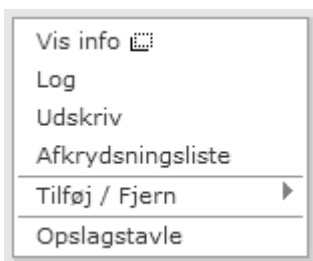 Vis info
Log
Udskriv
Afkrydsningsliste
Tilføj / Fjern
Opslagstavle